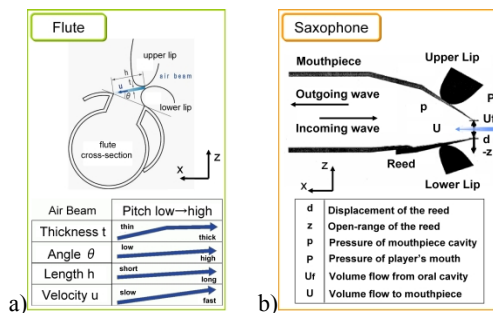 Flute
upper lip
h
air beam
t
u
θ
lower lip
flute
cross-section
z
x
Air Beam
Pitch low→high
Thickness t
thin
thick
Angle θ
low
high
Length h
short
long
Velocity u
slow
fast
a)
Saxophone
Mouthpiece
Upper Lip
P
Outgoing wave
p
Uf
Incoming wave
U
d
-z
Reed
Lower Lip
z
x
d Displacement of the reed
z Open-range of the reed
p Pressure of mouthpiece cavity
P Pressure of player's mouth
Uf Volume flow from oral cavity
U Volume flow to mouthpiece
b)